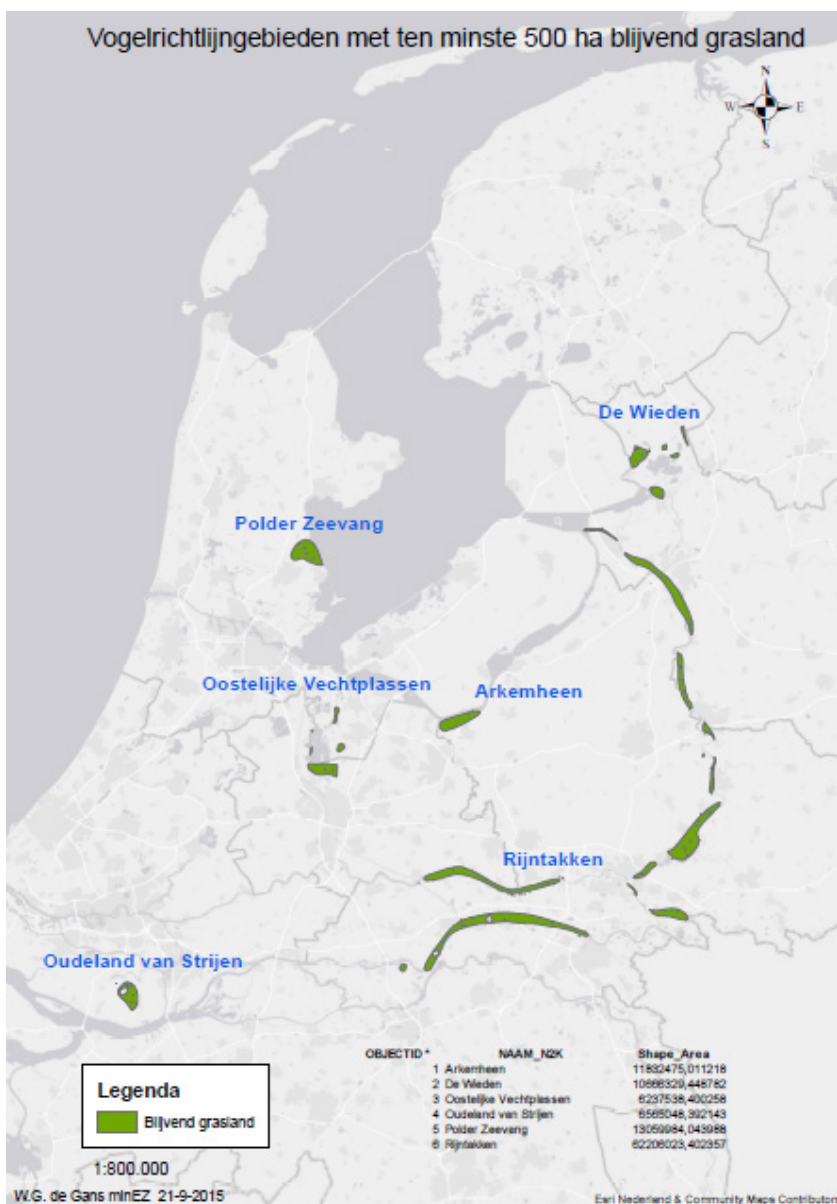 Vogelrichtlijngebieden met ten minste 500 ha blijvend grasland
N
W E
S
De Wieden
Polder Zeevang
Oostelijke Vechtplassen
Arkemheen
Rijntakken
Oudeland van Strijen
OBJECTID * NAAM_N2K Shape_Area
1 Arkemheen 11832475,011218
2 De Wieden 10666329,448782
3 Oostelijke Vechtplassen 6237538,400258
4 Oudeland van Strijen 6565048,392143
5 Polder Zeevang 13059984,043988
6 Rijntakken 62206023,402357
Legenda
Blijvend grasland
1:800.000
W.G. de Gans minEZ 21-9-2015
Esri Nederland & Community Maps Contributors